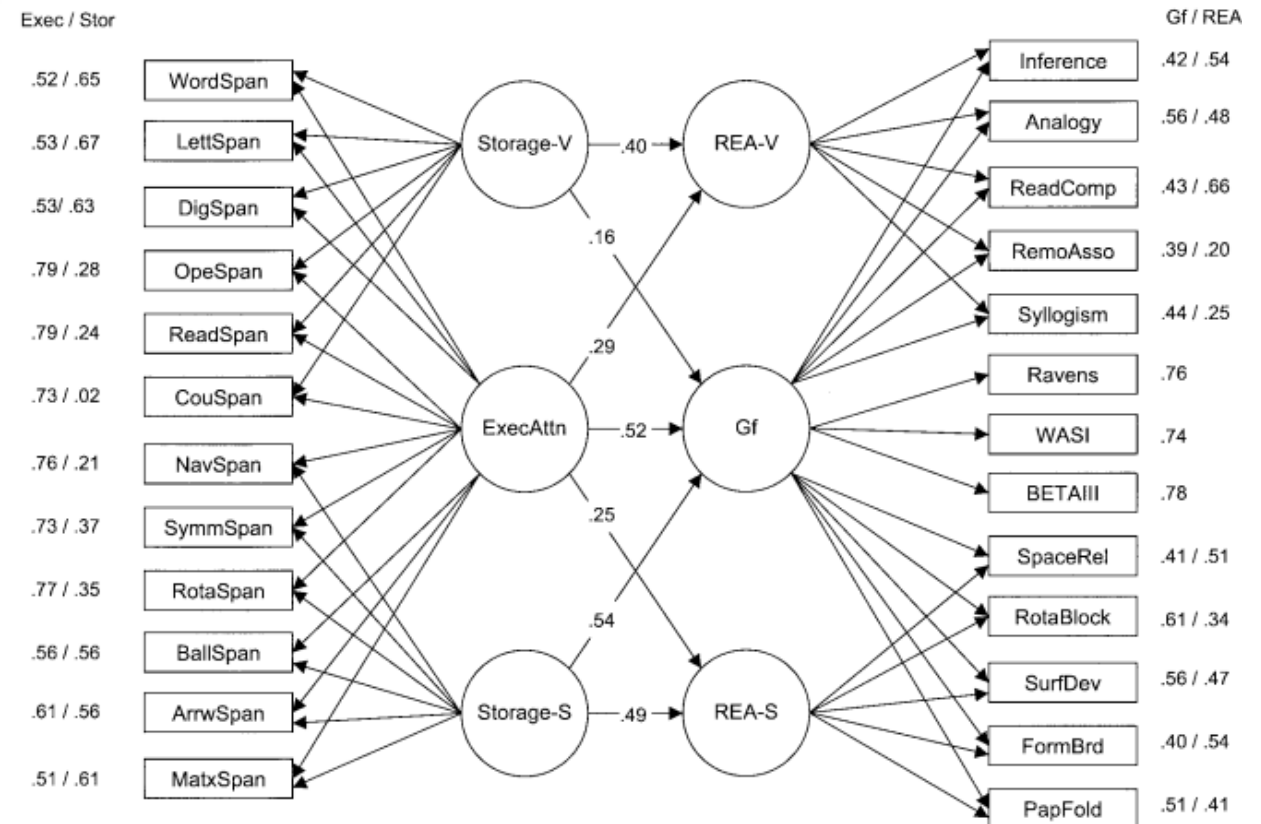 Exec / Stor
Gf / REA
.52 / .65
WordSpan
.53 / .67
LettSpan
.53/ .63
DigSpan
.79 / .28
OpeSpan
.79 / .24
ReadSpan
.73 / .02
CouSpan
.76 / .21
NavSpan
.73 / .37
SymmSpan
.77 / .35
RotaSpan
.56 / .56
BallSpan
.61 / .56
ArrwSpan
.51 / .61
MatxSpan
Storage-V
ExecAttn
Storage-S
.40
.16
.29
.52
.25
.54
.49
REA-V
Gf
REA-S
Inference
.42 / .54
Analogy
.56 / .48
ReadComp
.43 / .66
RemoAsso
.39 / .20
Syllogism
.44 / .25
Ravens
.76
WASI
.74
BETAIII
.78
SpaceRel
.41 / .51
RotaBlock
.61 / .34
SurfDev
.56 / .47
FormBrd
.40 / .54
PapFold
.51 / .41